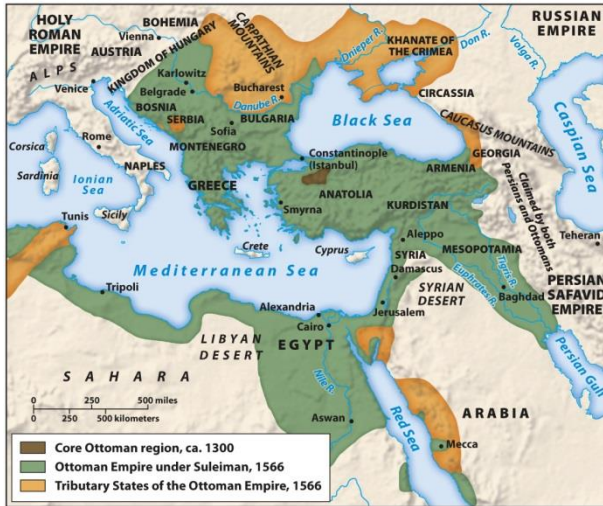 HOLY
ROMAN
EMPIRE
BOHEMIA
Vienna
AUSTRIA
ALPS
Venice
KINGDOM OF HUNGARY
CARPATHIAN
MOUNTAINS
Karlowitz
Belgrade
BOSNIA
SERBIA
Bucharest
Danube R.
Sofia
BULGARIA
MONTENEGRO
Adriatic Sea
Corsica
Rome
Sardinia
NAPLES
Ionian
Sea
Sicily
GREECE
Dnieper R.
KHANATE OF
THE CRIMEA
Don R.
Volga R.
RUSSIAN
EMPIRE
CIRCASSIA
Black Sea
CAUCASUS MOUNTAINS
GEORGIA
Caspian Sea
Constantinople
(Istanbul)
ARMENIA
ANATOLIA
Smyrna
KURDISTAN
Claimed by both
Persians and Ottomans
Teheran
Tunis
Crete
Cyprus
Aleppo
SYRIA
Damascus
MESOPOTAMIA
Tigris R.
Euphrates R.
Baghdad
PERSIAN
SAFAVID
EMPIRE
Mediterranean Sea
Tripoli
Alexandria
Cairo
Jerusalem
SYRIAN
DESERT
Persian Gulf
LIBYAN
DESERT
EGYPT
Nile R.
SAHARA
Aswan
Red Sea
ARABIA
Mecca
0 250 500 miles
0 250 500 kilometers
Core Ottoman region, ca. 1300
Ottoman Empire under Suleiman, 1566
Tributary States of the Ottoman Empire, 1566